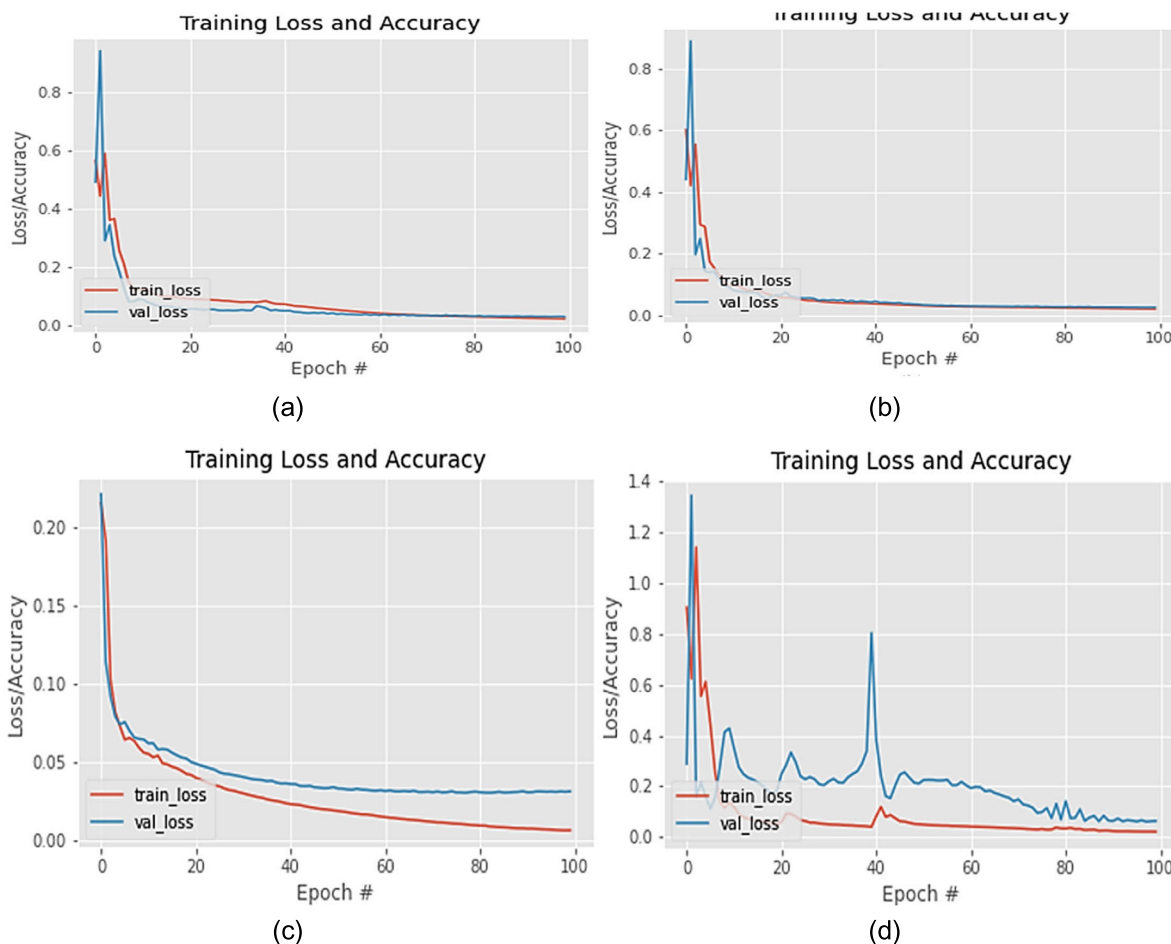 Training Loss and Accuracy
Loss/Accuracy
0.8
0.6
0.4
0.2
0.0
train_loss
val_loss
0 20 40 60 80 100
Epoch #
(a)
Training Loss and Accuracy
Loss/Accuracy
0.8
0.6
0.4
0.2
0.0
train_loss
val_loss
0 20 40 60 80 100
Epoch #
(b)
Training Loss and Accuracy
Loss/Accuracy
0.20
0.15
0.10
0.05
0.00
train_loss
val_loss
0 20 40 60 80 100
Epoch #
(c)
Training Loss and Accuracy
Loss/Accuracy
1.4
1.2
1.0
0.8
0.6
0.4
0.2
0.0
train_loss
val_loss
0 20 40 60 80 100
Epoch #
(d)